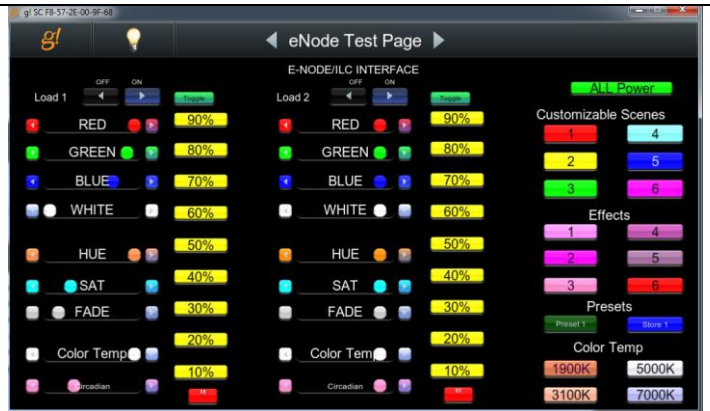 g! SC F8-57-2E-00-9F-68
g!
eNode Test Page
E-NODE/ILC INTERFACE
OFF ON
Load 1
Toggle
OFF ON
Load 2
Toggle
ALL Power
RED 90%
GREEN 80%
BLUE 70%
WHITE 60%
50%
HUE
40%
SAT
FADE 30%
20%
Color Temp
10%
Circadian
"
RED 90%
GREEN 80%
BLUE 70%
WHITE 60%
50%
HUE
40%
SAT
FADE 30%
20%
Color Temp
10%
Circadian
"
Customizable Scenes
1 4
2 5
3 6
Effects
1 4
2 5
3 6
Presets
Preset 1 Store 1
Color Temp
1900K 5000K
3100K 7000K